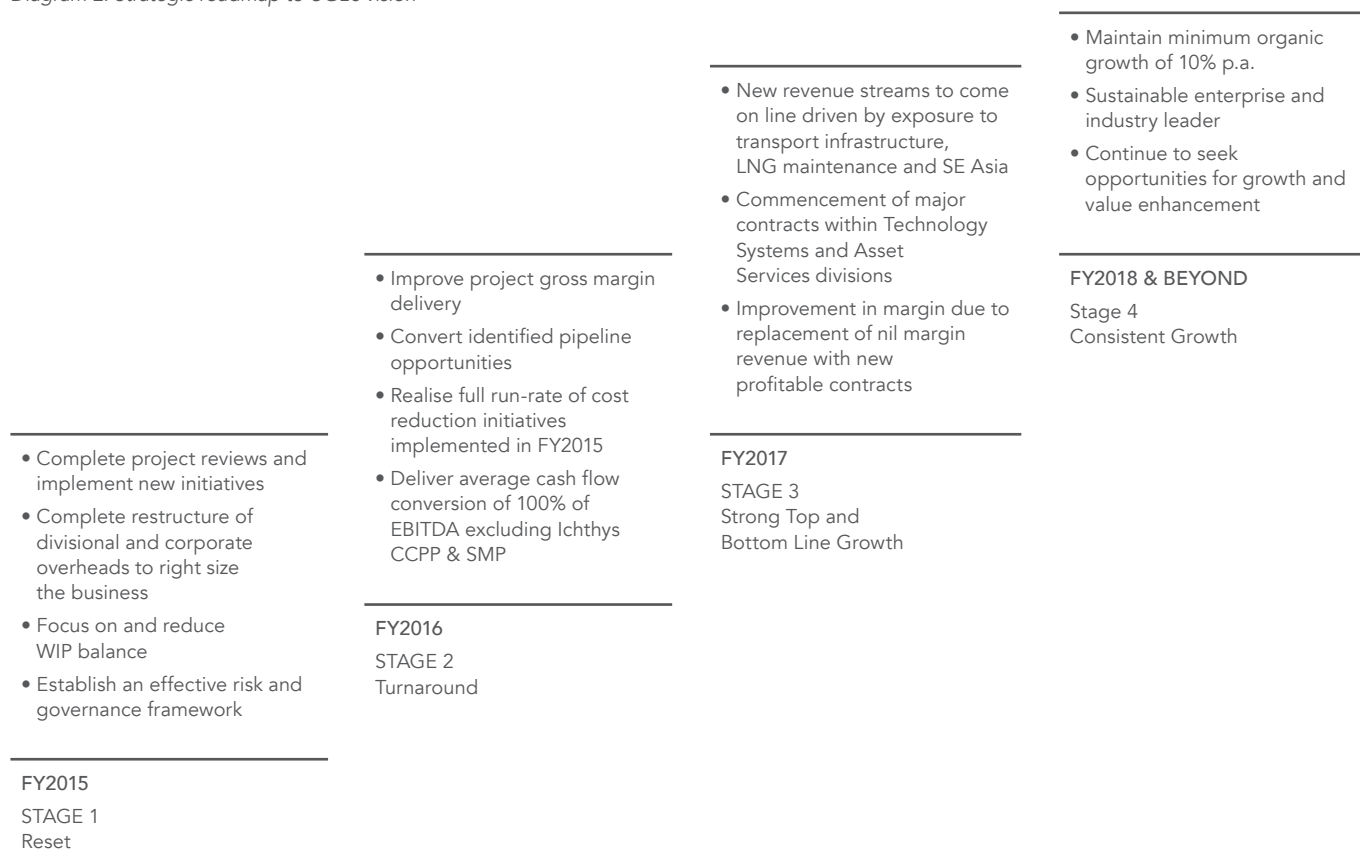 Diagram 2: Strategic roadmap to vision
• Complete project reviews and
implement new initiatives
• Complete restructure of
divisional and corporate
overheads to right size
the business
• Focus on and reduce
WIP balance
• Establish an effective risk and
governance framework
FY2015
STAGE 1
Reset
• Improve project gross margin
delivery
• Convert identified pipeline
opportunities
• Realise full run-rate of cost
reduction initiatives
implemented in FY2015
• Deliver average cash flow
conversion of 100% of
EBITDA excluding Ichthys
CCPP & SMP
FY2016
STAGE 2
Turnaround
• New revenue streams to come
on line driven by exposure to
transport infrastructure,
LNG maintenance and SE Asia
• Commencement of major
contracts within Technology
Systems and Asset
Services divisions
• Improvement in margin due to
replacement of nil margin
revenue with new
profitable contracts
FY2017
STAGE 3
Strong Top and
Bottom Line Growth
• Maintain minimum organic
growth of 10% p.a.
• Sustainable enterprise and
industry leader
• Continue to seek
opportunities for growth and
value enhancement
FY2018 & BEYOND
Stage 4
Consistent Growth